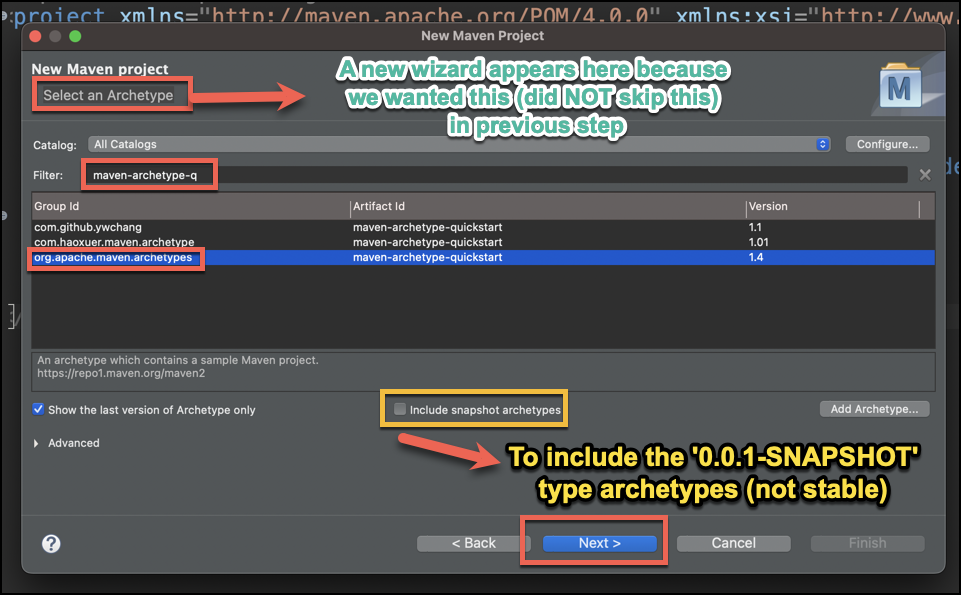 project xmlns="http://maven.apache.org/POM/4.0.0" xmlns:xsi="http://www.
New Maven Project
New Maven project
Select an Archetype
A new wizard appears here because
we wanted this (did NOT skip this)
in previous step
M
Catalog: All Catalogs Configure...
Filter: maven-archetype-q
Group Id Artifact Id Version
com.github.ywchang maven-archetype-quickstart 1.1
com.haoxuer.maven.archetype maven-archetype-quickstart 1.01
org.apache.maven.archetypes maven-archetype-quickstart 1.4
An archetype which contains a sample Maven project.
https://repo1.maven.org/maven2
Show the last version of Archetype only Include snapshot archetypes Add Archetype...
Advanced
To include the '0.0.1-SNAPSHOT'
type archetypes (not stable)
? < Back Next > Cancel Finish